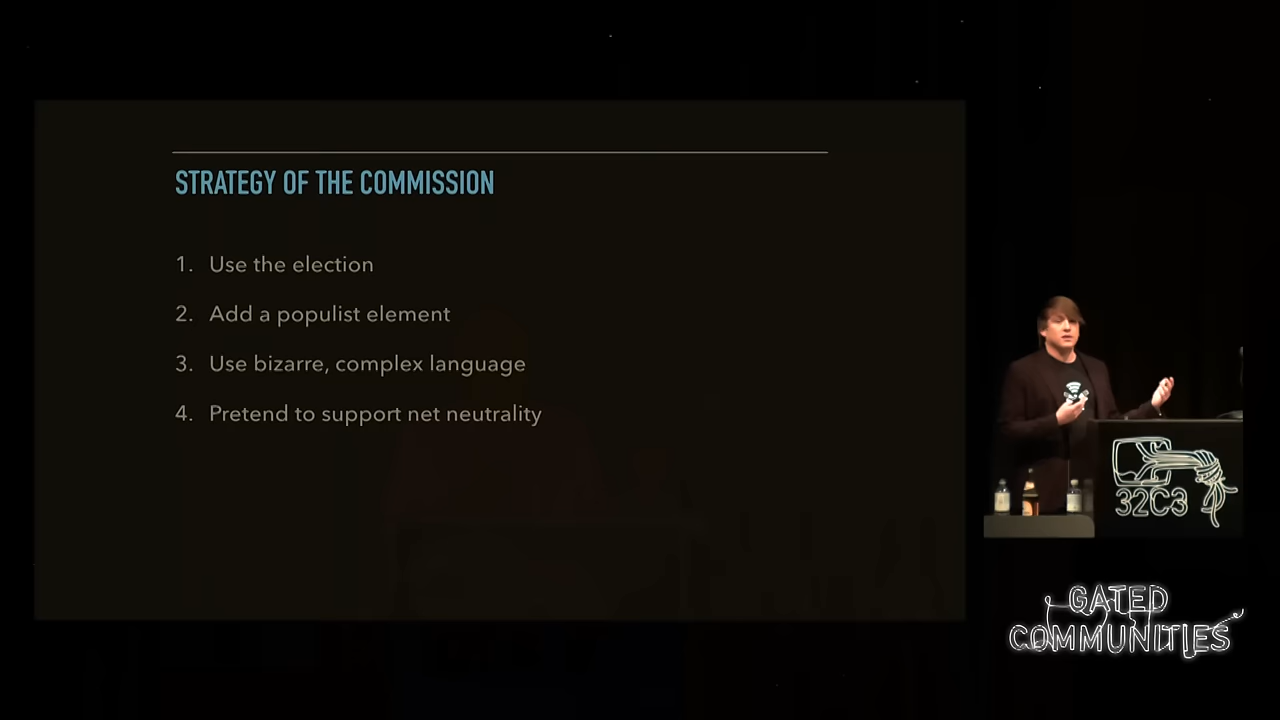 STRATEGY OF THE COMMISSION
1. Use the election
2. Add a populist element
3. Use bizarre, complex language
4. Pretend to support net neutrality
32C3
GATED
COMMUNITIES